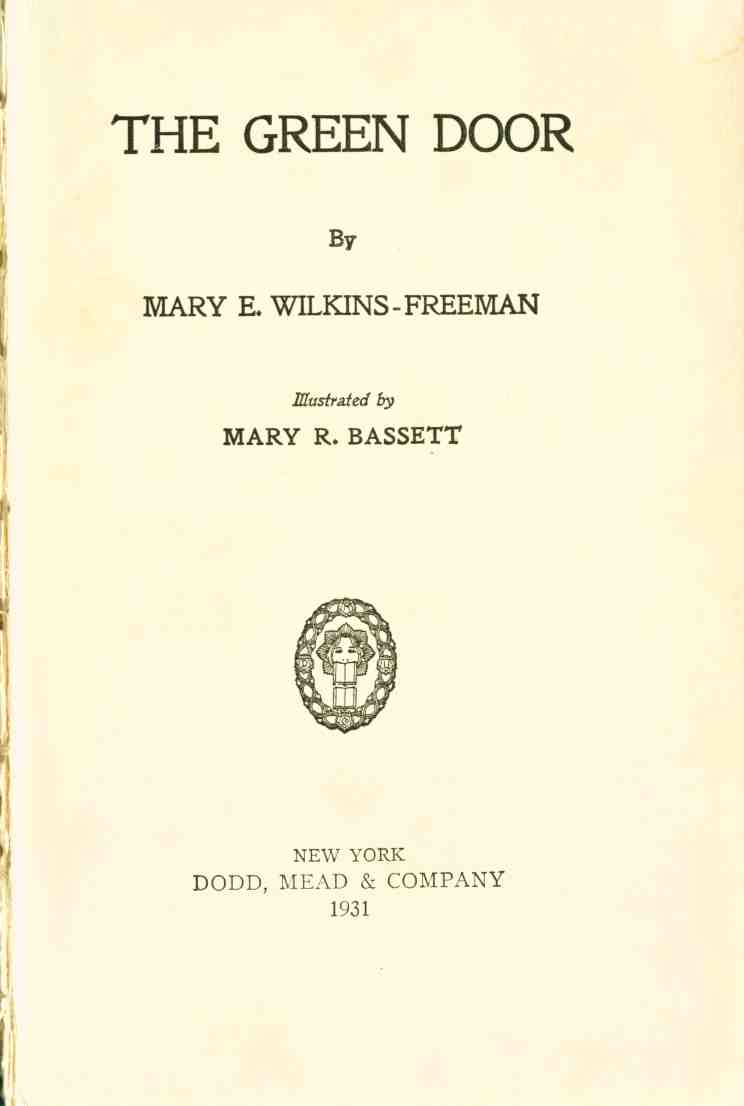 THE GREEN DOOR
By
MARY E. WILKINS-FREEMAN
Illustrated by
MARY R. BASSETT
NEW YORK
DODD, MEAD & COMPANY
1931